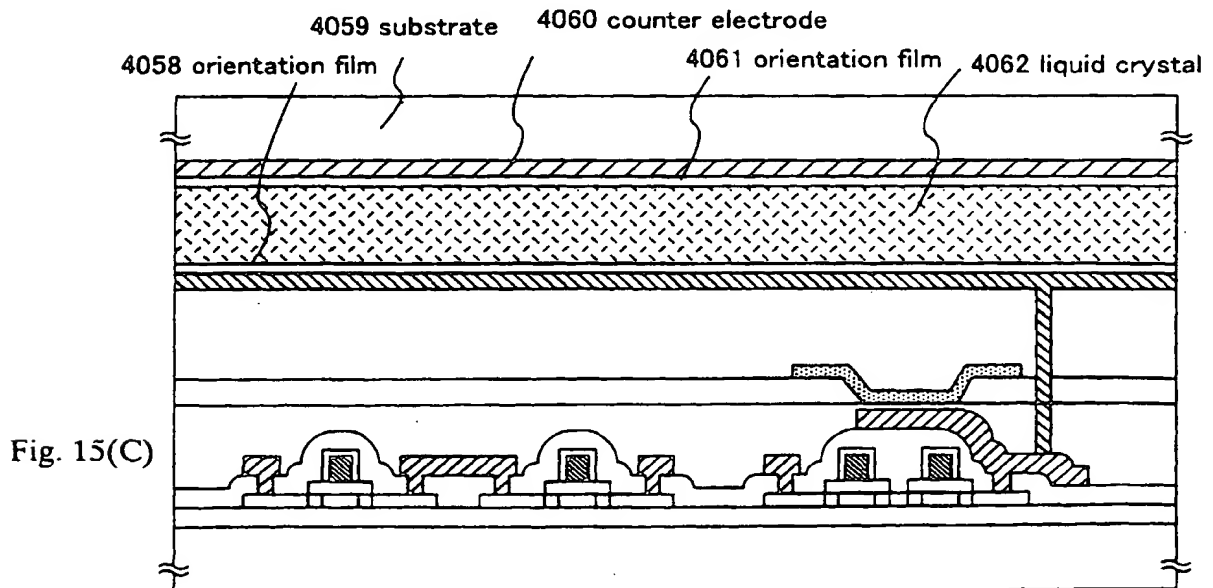 4059 substrate
4060 counter electrode
4058 orientation film
4061 orientation film
4062 liquid crystal
Fig. 15(C)